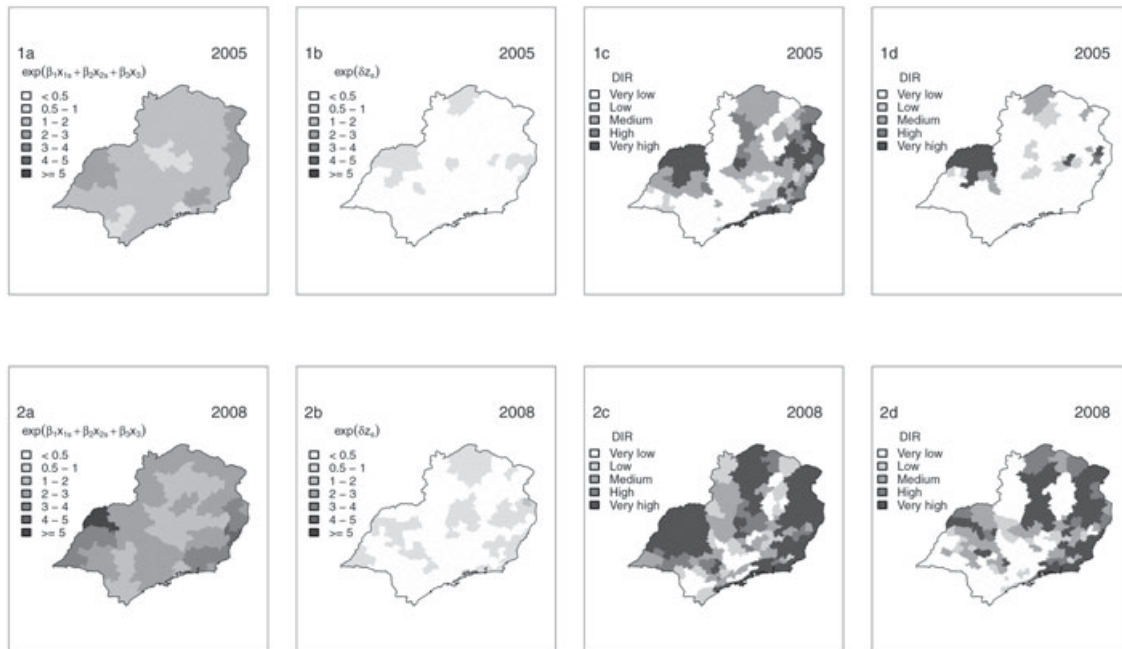 1a 2005
exp(β₁x₁ₛ + β₂x₂ₛ + β₃x₃)
< 0.5
0.5 − 1
1 − 2
2 − 3
3 − 4
4 − 5
>= 5
1b 2005
exp(δzₛ)
< 0.5
0.5 − 1
1 − 2
2 − 3
3 − 4
4 − 5
>= 5
1c 2005
DIR
Very low
Low
Medium
High
Very high
1d 2005
DIR
Very low
Low
Medium
High
Very high
2a 2008
exp(β₁x₁ₛ + β₂x₂ₛ + β₃x₃)
< 0.5
0.5 − 1
1 − 2
2 − 3
3 − 4
4 − 5
>= 5
2b 2008
exp(δzₛ)
< 0.5
0.5 − 1
1 − 2
2 − 3
3 − 4
4 − 5
>= 5
2c 2008
DIR
Very low
Low
Medium
High
Very high
2d 2008
DIR
Very low
Low
Medium
High
Very high